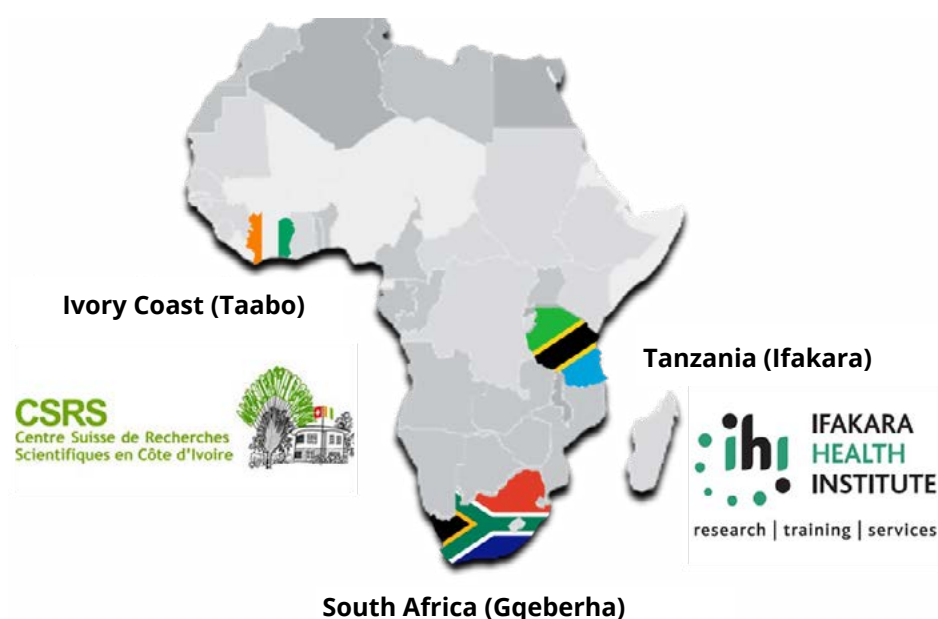 Ivory Coast (Taabo)
CSRS
Centre Suisse de Recherches
Scientifiques en Côte d'Ivoire
Tanzania (Ifakara)
ihi
IFAKARA
HEALTH
INSTITUTE
research | training | services
South Africa (Gqeberha)